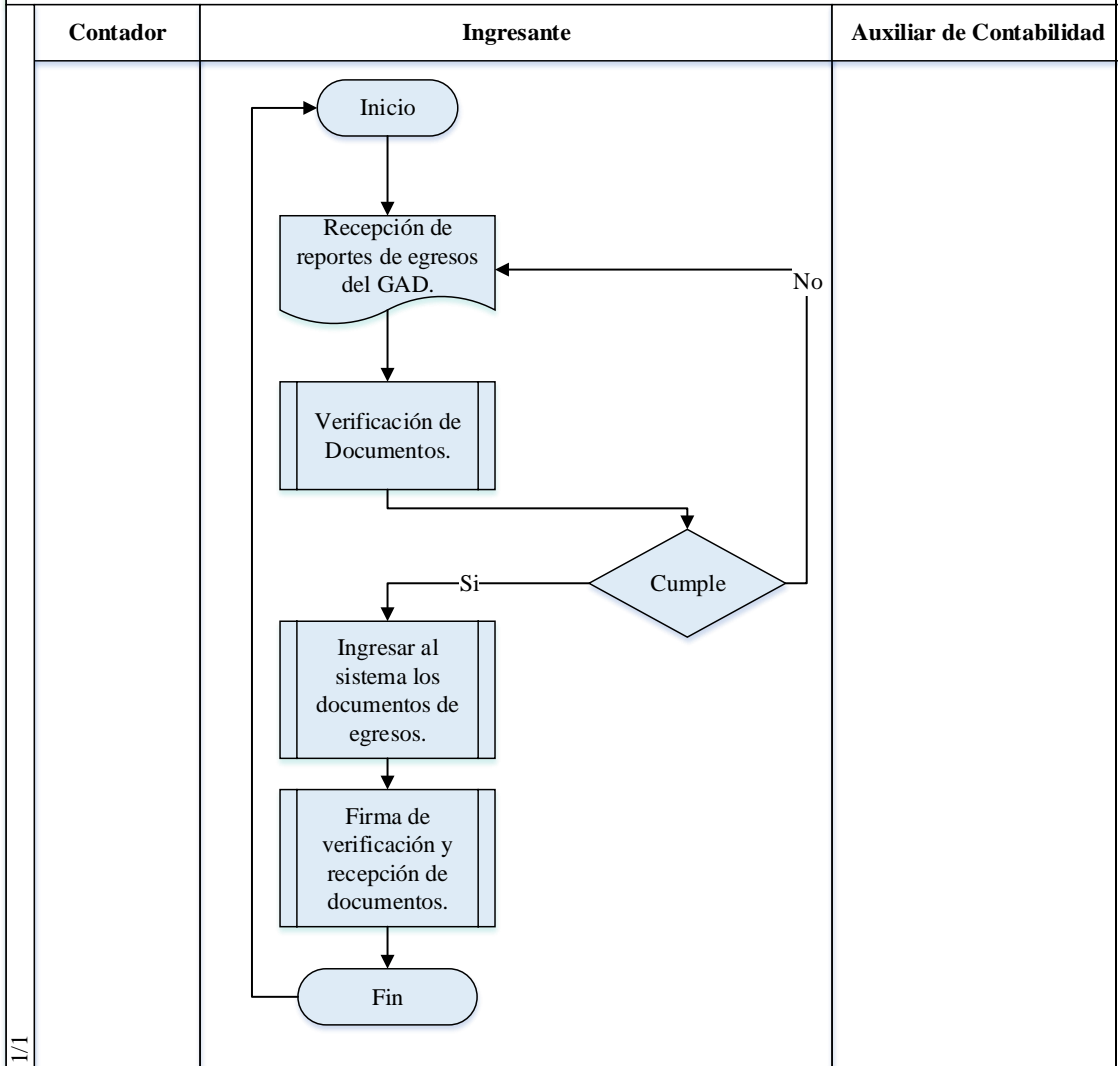 Contador
Ingresante
Auxiliar de Contabilidad
Inicio
Recepción de
reportes de egresos
del GAD.
No
Verificación de
Documentos.
Cumple
Si
Ingresar al
sistema los
documentos de
egresos.
Firma de
verificación y
recepción de
documentos.
Fin
1/1